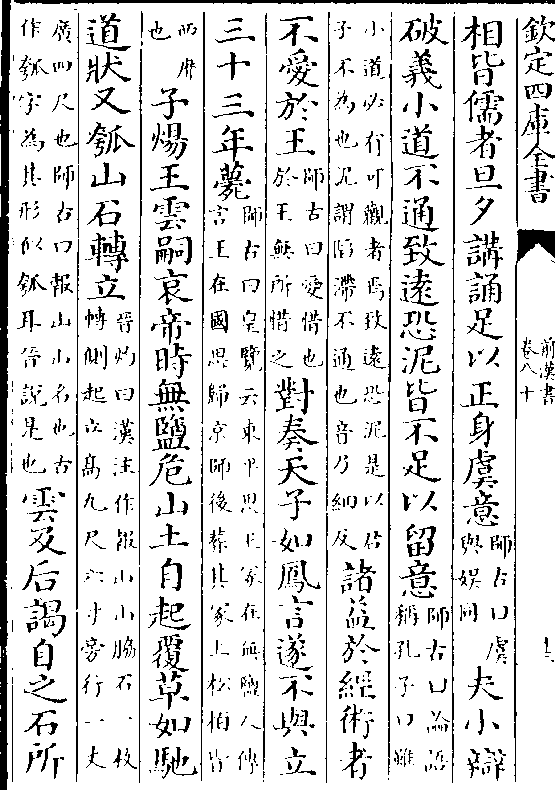 欽定四庫全書
前漢書
卷八十
十三
相皆儒者旦夕講誦足以正身虞意師古曰虞與娛同夫小辯
破義小道不通致遠恐泥皆不足以留意師古曰論語稱孔子曰雖
小道必有可觀者焉致遠恐泥是以君子不為也泥謂陷滯不通也音乃細反諸益於經術者
不愛於王師古曰愛惜也於王無所惜之對奏天子如鳳言遂不與立
三十三年薨師古曰皇覽云東平思王冢在無鹽人傳言王在國思歸京師後葬其冢上松柏皆
西靡也子煬王雲嗣哀帝時無鹽危山土自起覆草如馳
道狀又瓠山石轉立晉灼曰漢注作報山山脇石一枚轉側起立高九尺六寸旁行一丈
廣四尺也師古曰報山山名也古作瓠字為其形似瓠耳晉說是也雲及后謁自之石所